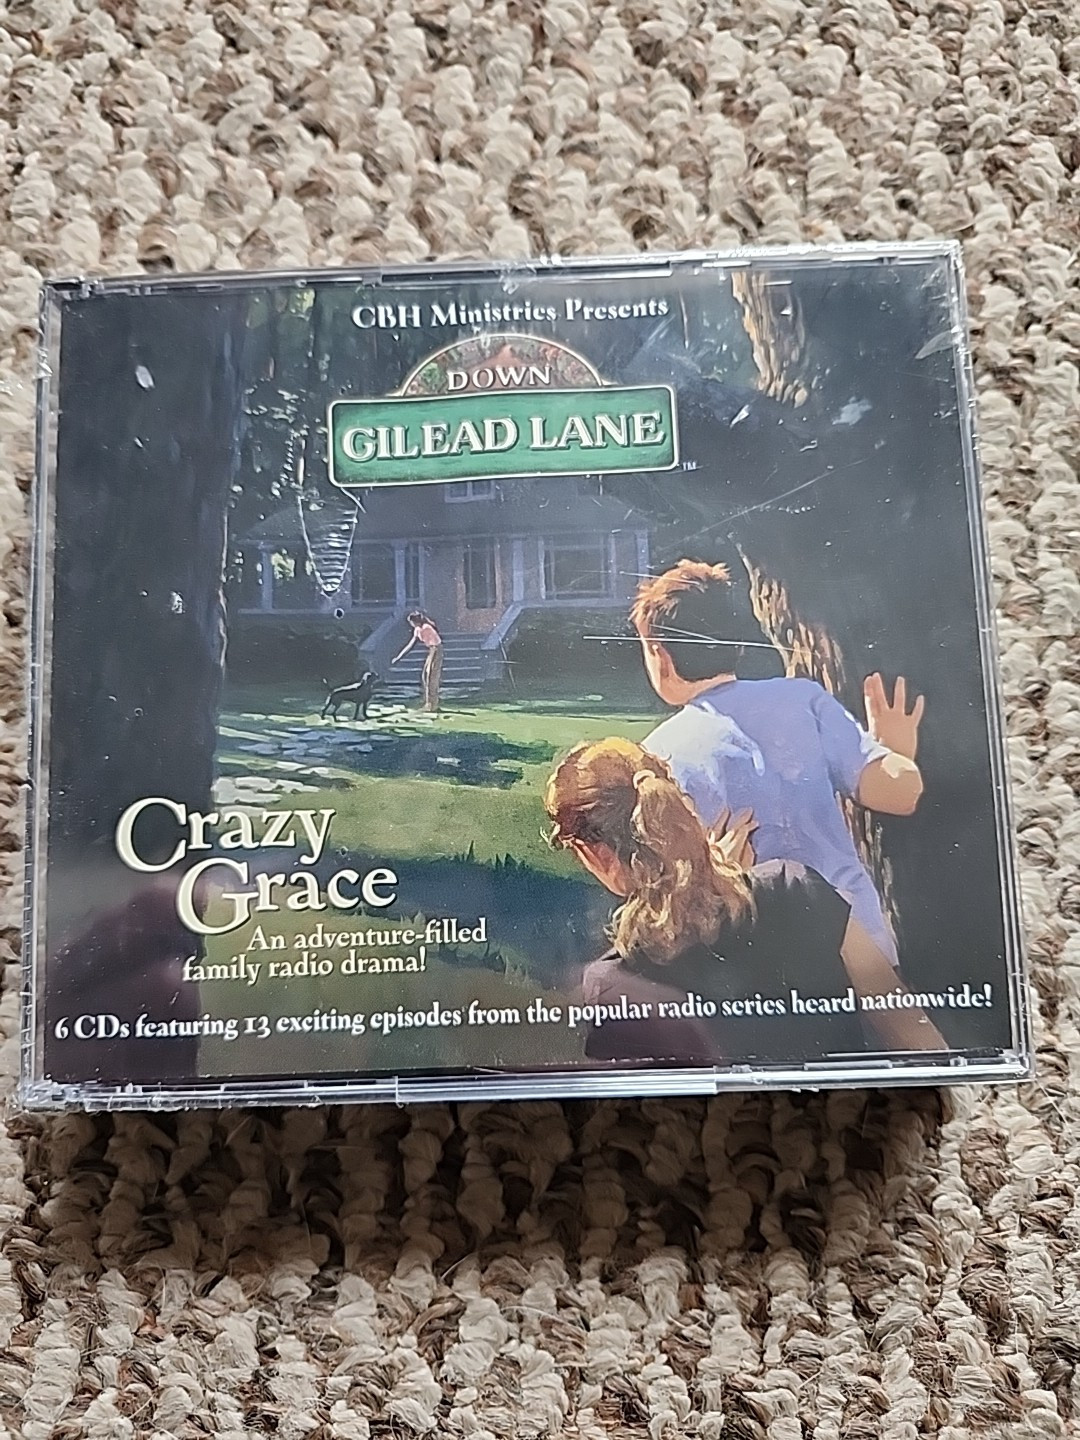 CBH Ministries Presents
DOWN
GILEAD LANE
TM
Crazy
Grace
An adventure-filled
family radio drama!
6 CDs featuring 13 exciting episodes from the popular radio series heard nationwide!